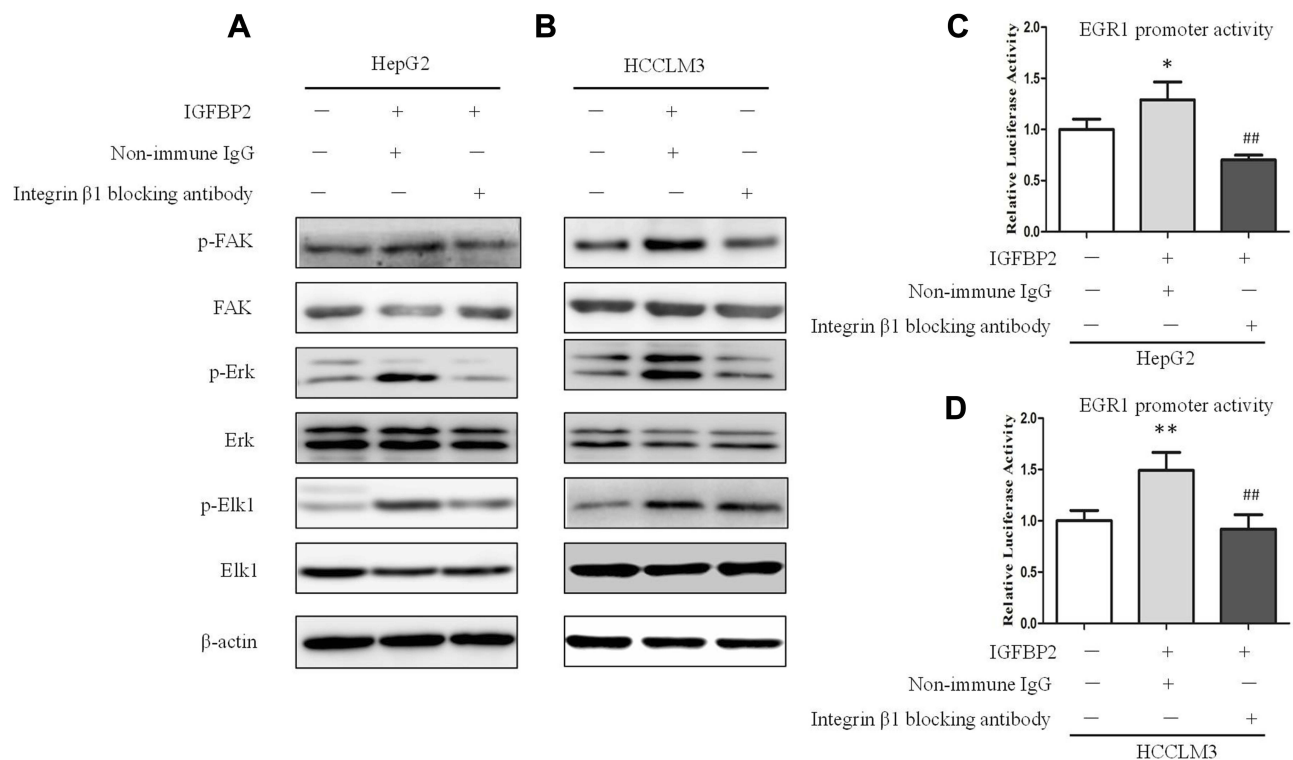 A
B
HepG2
HCCLM3
IGFBP2 — + + — + —
Non-immune IgG — + — — + —
Integrin β1 blocking antibody — — + — — +
p-FAK
FAK
p-Erk
Erk
p-Elk1
Elk1
β-actin
C
EGR1 promoter activity
Relative Luciferase Activity
2.0
1.5
1.0
0.5
0.0
*
##
IGFBP2 — + +
Non-immune IgG — + —
Integrin β1 blocking antibody — — +
HepG2
D
EGR1 promoter activity
Relative Luciferase Activity
2.0
1.5
1.0
0.5
0.0
**
##
IGFBP2 — + +
Non-immune IgG — + —
Integrin β1 blocking antibody — — +
HCCLM3